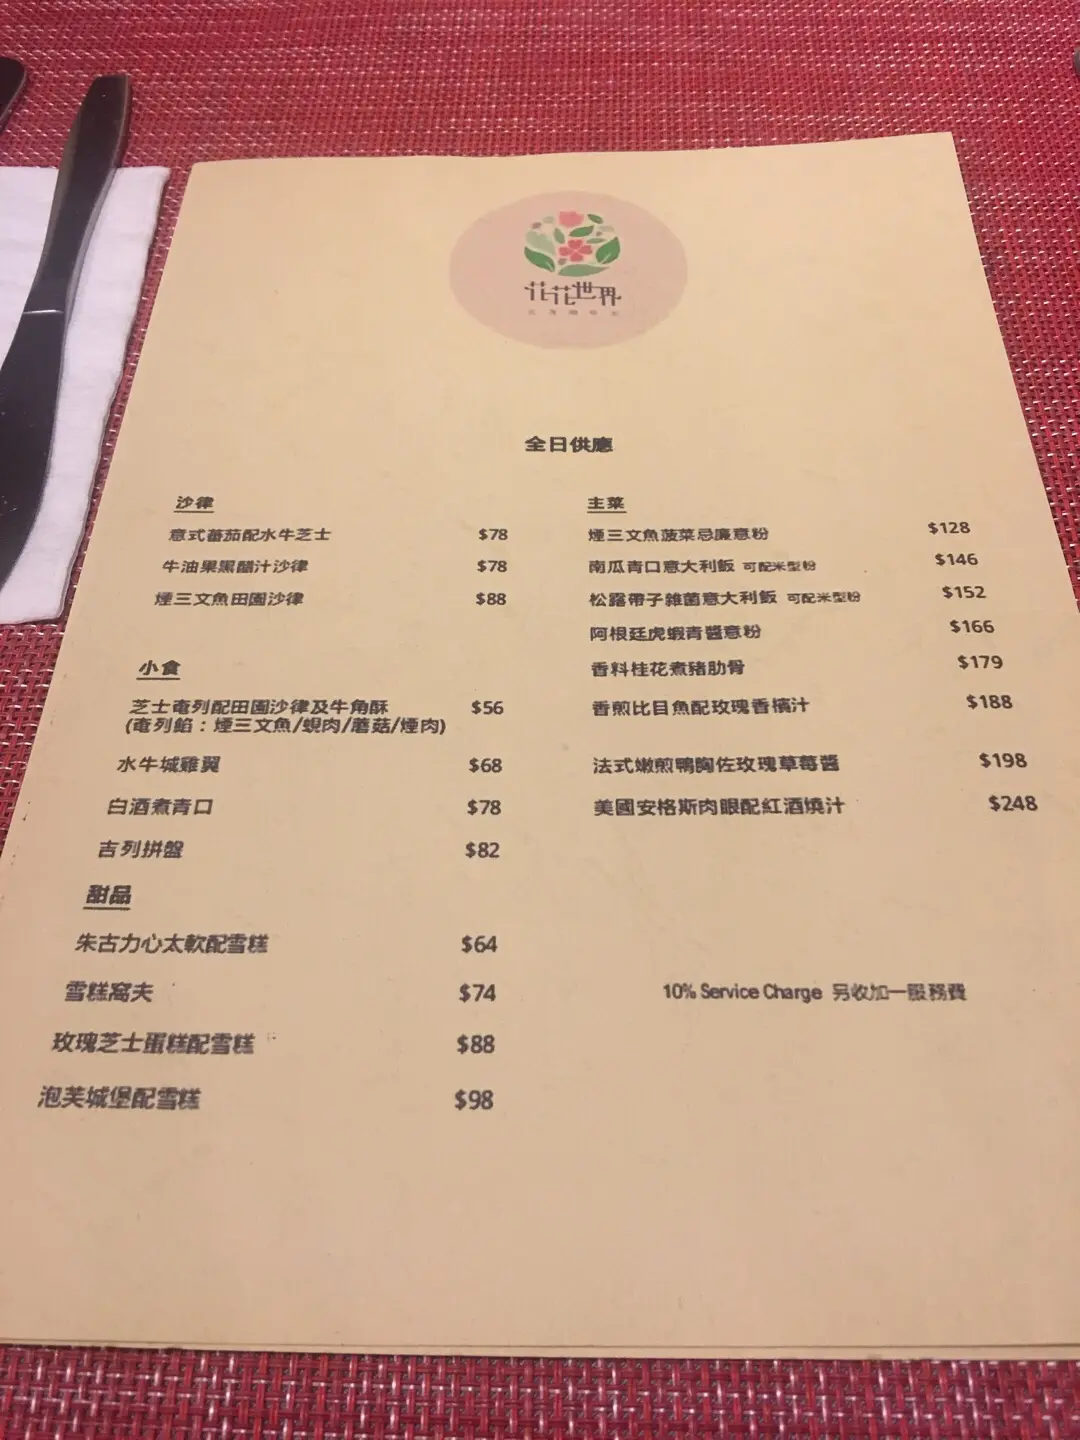 花花世界
全日供應
沙律
意式蕃茄配水牛芝士 $78
牛油果黑醋汁沙律 $78
煙三文魚田園沙律 $88
小食
芝士奄列配田園沙律及牛角酥 $56
(奄列餡：煙三文魚/蜆肉/蘑菇/煙肉)
水牛城雞翼 $68
白酒煮青口 $78
吉列拼盤 $82
甜品
朱古力心太軟配雪糕 $64
雪糕窩夫 $74
玫瑰芝士蛋糕配雪糕 $88
泡芙城堡配雪糕 $98
主菜
煙三文魚菠菜忌廉意粉 $128
南瓜青口意大利飯 可配米型粉 $146
松露帶子雜菌意大利飯 可配米型粉 $152
阿根廷虎蝦青醬意粉 $166
香料桂花煮豬肋骨 $179
香煎比目魚配玫瑰香檳汁 $188
法式嫩煎鴨胸佐玫瑰草莓醬 $198
美國安格斯肉眼配紅酒燒汁 $248
10% Service Charge 另收加一服務費